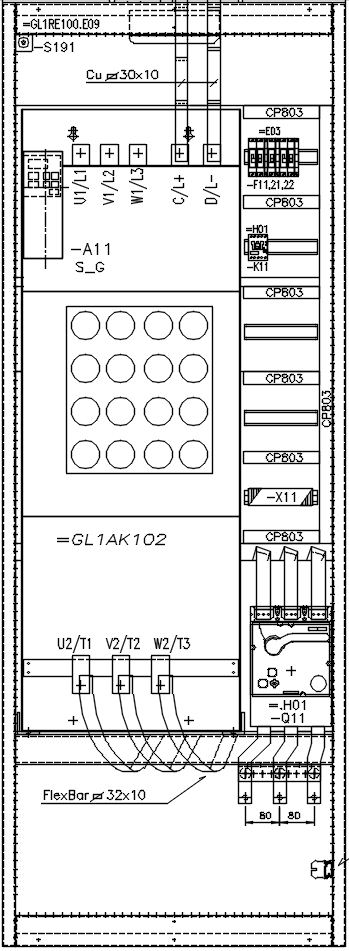 =GL1RE100.E09
-S191
Cu ▱30x10
CP803
=E03
-F11,21,22
U1/L1
V1/L2
W1/L3
C/L+
D/L-
CP803
=H01
-K11
-A11
S_G
CP803
CP803
CP803
CP803
-X11
CP803
=GL1AK102
U2/T1 V2/T2 W2/T3
=.H01
-Q11
FlexBar ▱ 32x10
80 80